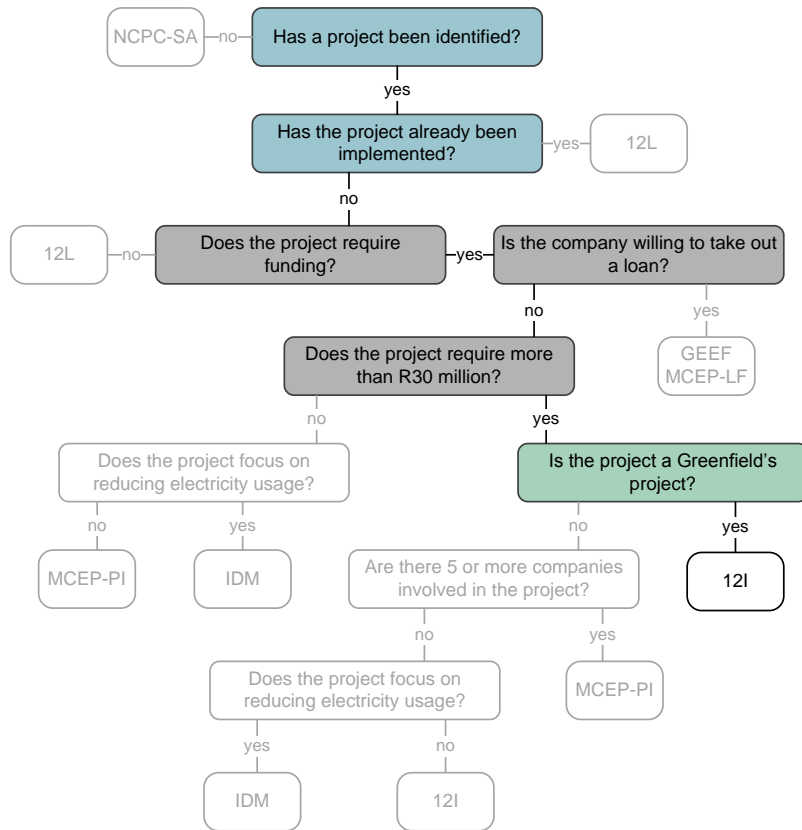 NCPC-SA
no
Has a project been identified?
yes
Has the project already been
implemented?
yes
12L
no
12L
no
Does the project require
funding?
yes
Is the company willing to take out
a loan?
no
yes
Does the project require more
than R30 million?
GEEF
MCEP-LF
no
yes
Does the project focus on
reducing electricity usage?
Is the project a Greenfield’s
project?
no
yes
no
yes
MCEP-PI
IDM
Are there 5 or more companies
involved in the project?
12I
no
yes
Does the project focus on
reducing electricity usage?
MCEP-PI
yes
no
IDM
12I